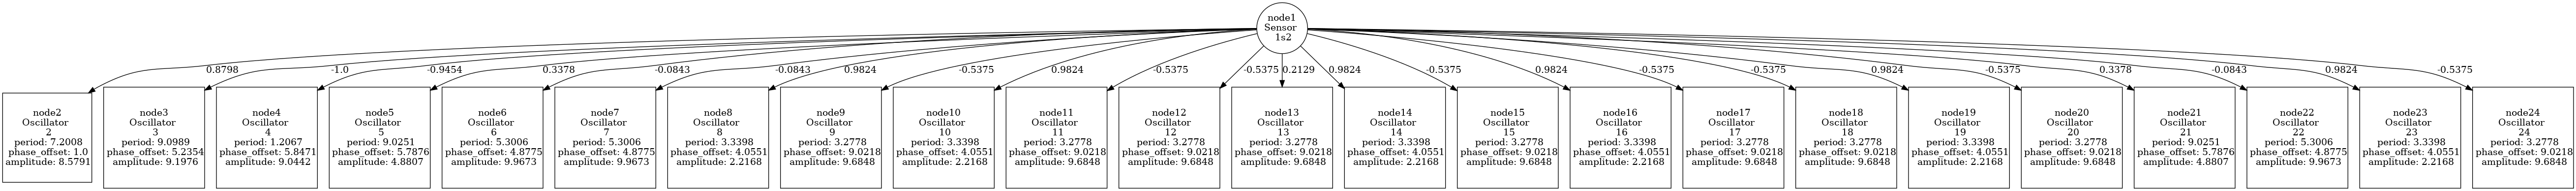 node1
Sensor
1s2
0.8798
-1.0
-0.9454
0.3378
-0.0843
-0.0843
0.9824
-0.5375
0.9824
-0.5375
-0.5375
0.2129
0.9824
-0.5375
0.9824
-0.5375
-0.5375
0.9824
-0.5375
0.3378
-0.0843
0.9824
-0.5375
node2
Oscillator
2
period: 7.2008
phase_offset: 1.0
amplitude: 8.5791
node3
Oscillator
3
period: 9.0989
phase_offset: 5.2354
amplitude: 9.1976
node4
Oscillator
4
period: 1.2067
phase_offset: 5.8471
amplitude: 9.0442
node5
Oscillator
5
period: 9.0251
phase_offset: 5.7876
amplitude: 4.8807
node6
Oscillator
6
period: 5.3006
phase_offset: 4.8775
amplitude: 9.9673
node7
Oscillator
7
period: 5.3006
phase_offset: 4.8775
amplitude: 9.9673
node8
Oscillator
8
period: 3.3398
phase_offset: 4.0551
amplitude: 2.2168
node9
Oscillator
9
period: 3.2778
phase_offset: 9.0218
amplitude: 9.6848
node10
Oscillator
10
period: 3.3398
phase_offset: 4.0551
amplitude: 2.2168
node11
Oscillator
11
period: 3.2778
phase_offset: 9.0218
amplitude: 9.6848
node12
Oscillator
12
period: 3.2778
phase_offset: 9.0218
amplitude: 9.6848
node13
Oscillator
13
period: 3.2778
phase_offset: 9.0218
amplitude: 9.6848
node14
Oscillator
14
period: 3.3398
phase_offset: 4.0551
amplitude: 2.2168
node15
Oscillator
15
period: 3.2778
phase_offset: 9.0218
amplitude: 9.6848
node16
Oscillator
16
period: 3.3398
phase_offset: 4.0551
amplitude: 2.2168
node17
Oscillator
17
period: 3.2778
phase_offset: 9.0218
amplitude: 9.6848
node18
Oscillator
18
period: 3.2778
phase_offset: 9.0218
amplitude: 9.6848
node19
Oscillator
19
period: 3.3398
phase_offset: 4.0551
amplitude: 2.2168
node20
Oscillator
20
period: 3.2778
phase_offset: 9.0218
amplitude: 9.6848
node21
Oscillator
21
period: 9.0251
phase_offset: 5.7876
amplitude: 4.8807
node22
Oscillator
22
period: 5.3006
phase_offset: 4.8775
amplitude: 9.9673
node23
Oscillator
23
period: 3.3398
phase_offset: 4.0551
amplitude: 2.2168
node24
Oscillator
24
period: 3.2778
phase_offset: 9.0218
amplitude: 9.6848